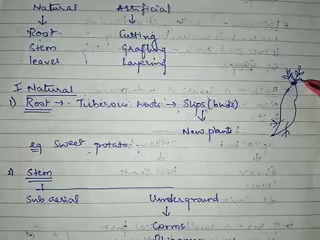 Natural Artificial
↓ ↓
Root Cutting
Stem Grafting
leaves Layering
I Natural
1) Root → Tuberous roots → Slips (buds)
↓
New plants
eg Sweet potato
2) Stem
Sub aerial Underground
↓
Corms